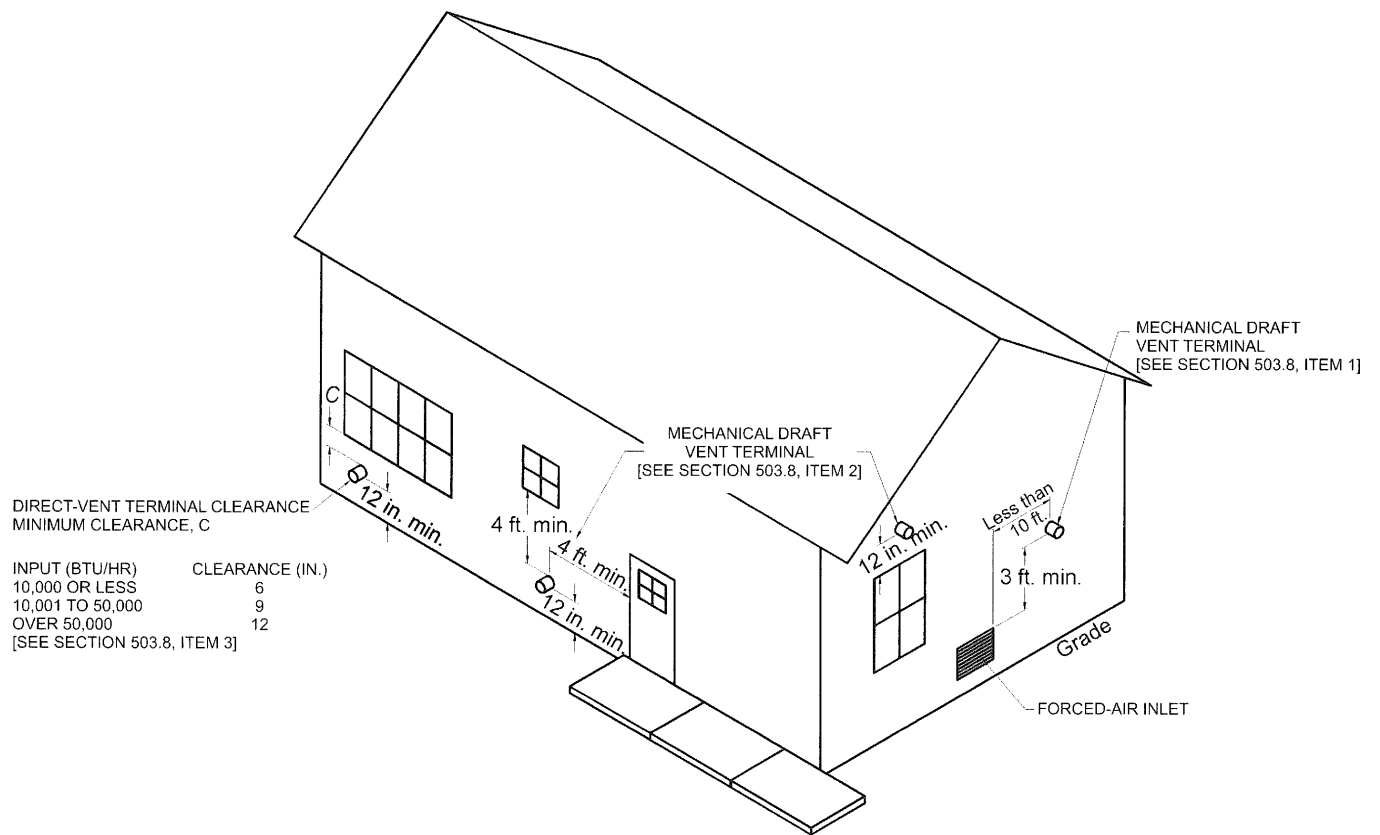 MECHANICAL DRAFT
VENT TERMINAL
[SEE SECTION 503.8, ITEM 1]
C
MECHANICAL DRAFT
VENT TERMINAL
[SEE SECTION 503.8, ITEM 2]
DIRECT-VENT TERMINAL CLEARANCE
MINIMUM CLEARANCE, C
12 in. min.
4 ft. min.
4 ft. min.
12 in. min.
12 in. min.
Less than
10 ft.
3 ft. min.
INPUT (BTU/HR) CLEARANCE (IN.)
10,000 OR LESS 6
10,001 TO 50,000 9
OVER 50,000 12
[SEE SECTION 503.8, ITEM 3]
Grade
FORCED-AIR INLET